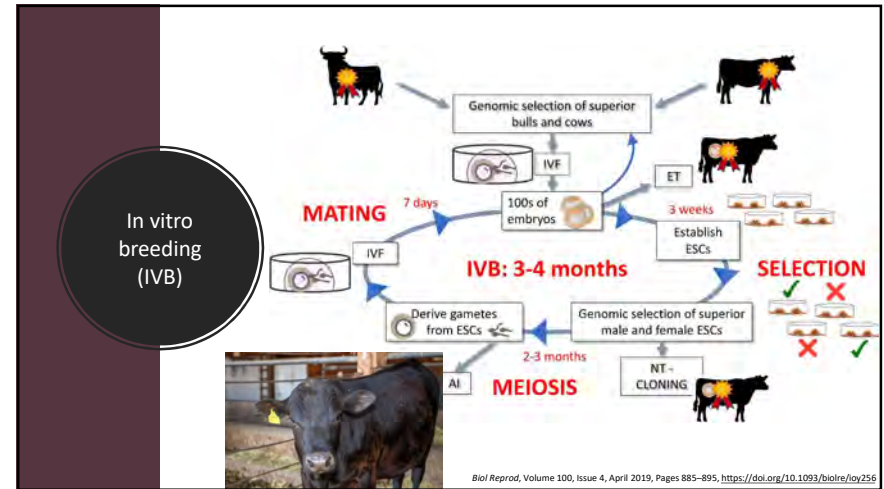 In vitro
breeding
(IVB)
Genomic selection of superior
bulls and cows
IVF
ET
MATING
7 days
100s of
embryos
3 weeks
Establish
ESCs
IVF
IVB: 3-4 months
SELECTION
Derive gametes
from ESCs
Genomic selection of superior
male and female ESCs
2-3 months
AI
MEIOSIS
NT -
CLONING
Biol Reprod, Volume 100, Issue 4, April 2019, Pages 885–895, https://doi.org/10.1093/biolre/ioy256